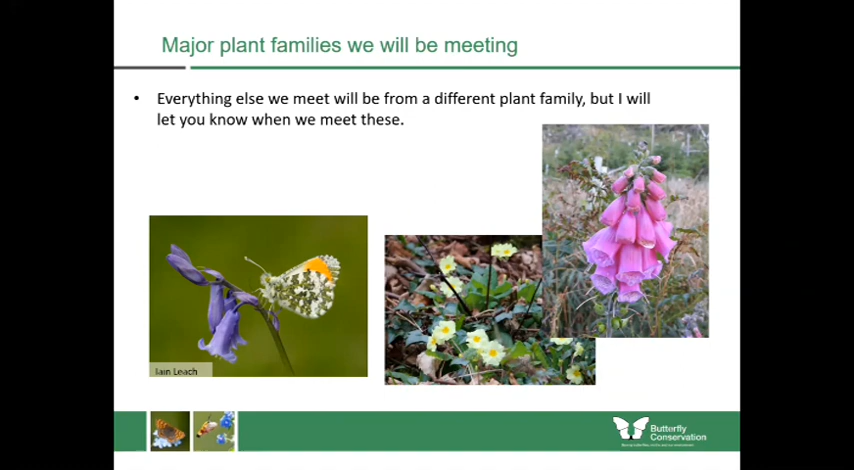 Major plant families we will be meeting
• Everything else we meet will be from a different plant family, but I will
let you know when we meet these.
Iain Leach
Butterfly
Conservation